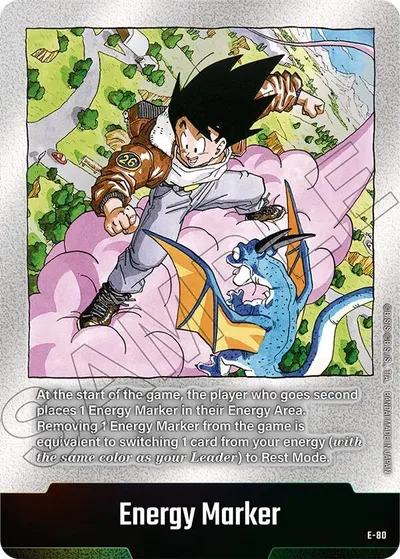 26
At the start of the game, the player who goes second
places 1 Energy Marker in their Energy Area.
Removing 1 Energy Marker from the game is
equivalent to switching 1 card from your energy (with
the same color as your Leader) to Rest Mode.
SAMPLE
Energy Marker
E-80